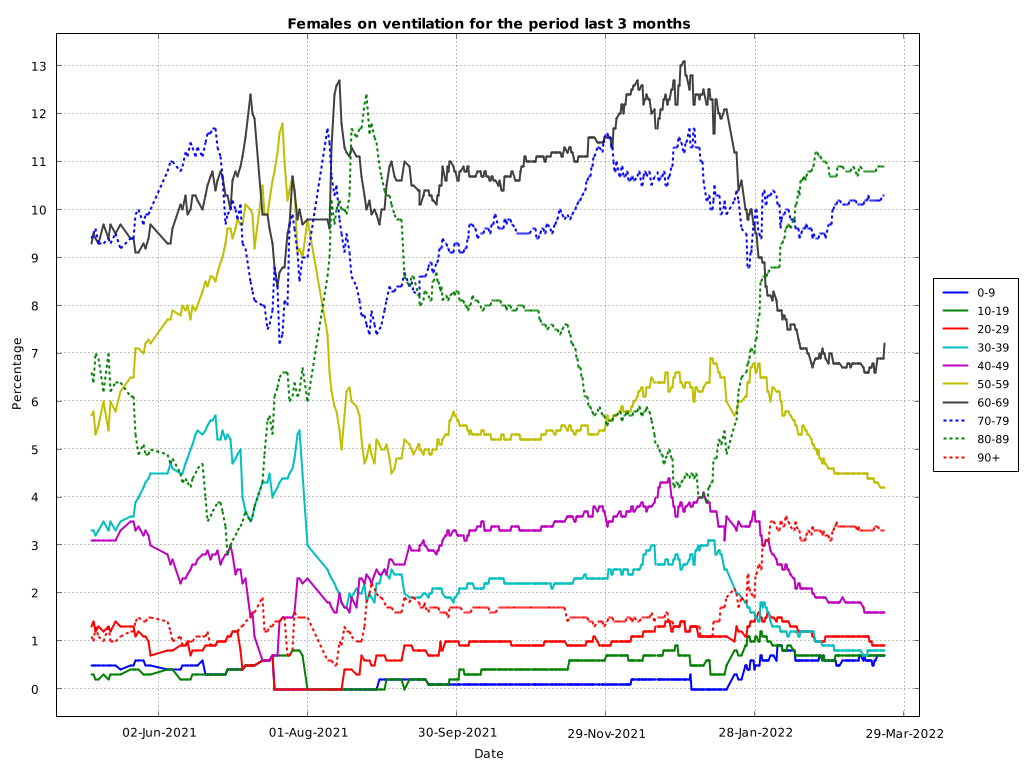 Females on ventilation for the period last 3 months
13
12
11
10
9
8
7
6
5
4
3
2
1
0
Percentage
02-Jun-2021
01-Aug-2021
30-Sep-2021
29-Nov-2021
28-Jan-2022
29-Mar-2022
Date
0-9
10-19
20-29
30-39
40-49
50-59
60-69
70-79
80-89
90+